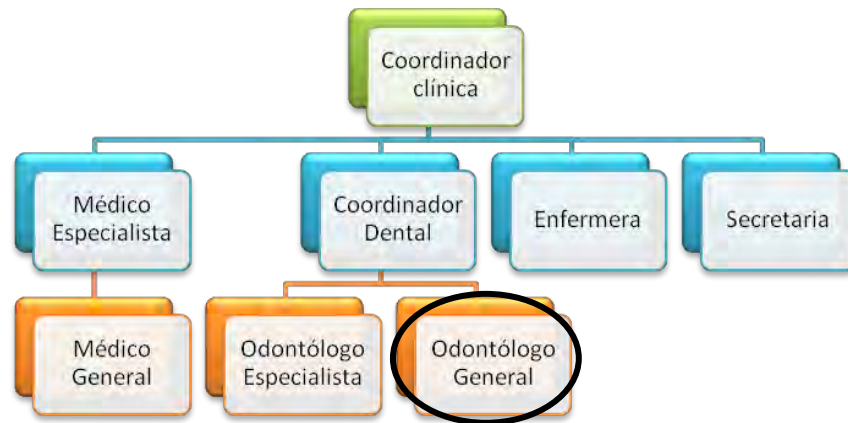 Coordinador
clínica
Médico
Especialista
Coordinador
Dental
Enfermera
Secretaria
Médico
General
Odontólogo
Especialista
Odontólogo
General